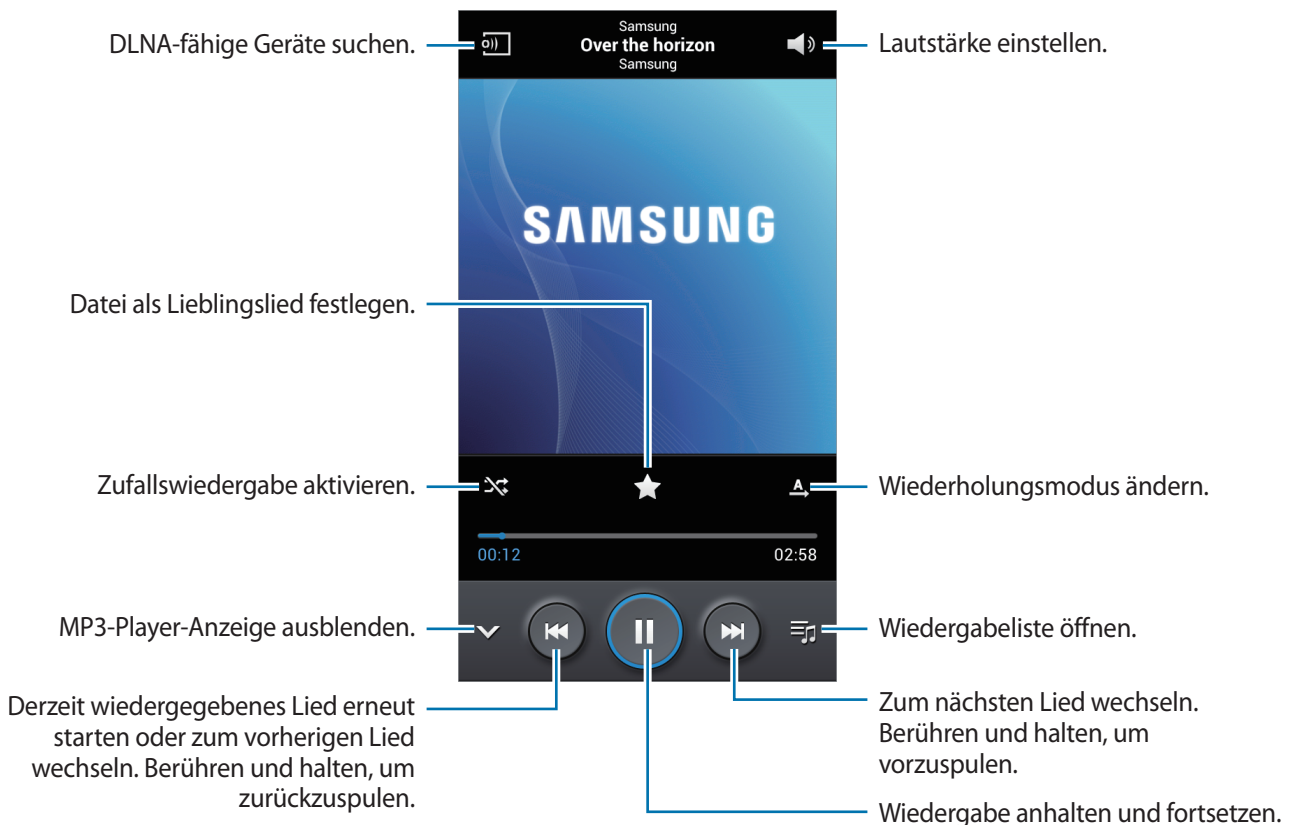 DLNA-fähige Geräte suchen.
Samsung
Over the horizon
Samsung
Lautstärke einstellen.
SAMSUNG
Datei als Lieblingslied festlegen.
Zufallswiedergabe aktivieren.
A
Wiederholungsmodus ändern.
00:12
02:58
MP3-Player-Anzeige ausblenden.
Wiedergabeliste öffnen.
Derzeit wiedergegebenes Lied erneut
starten oder zum vorherigen Lied
wechseln. Berühren und halten, um
zurückzuspulen.
Zum nächsten Lied wechseln.
Berühren und halten, um
vorzuspulen.
Wiedergabe anhalten und fortsetzen.